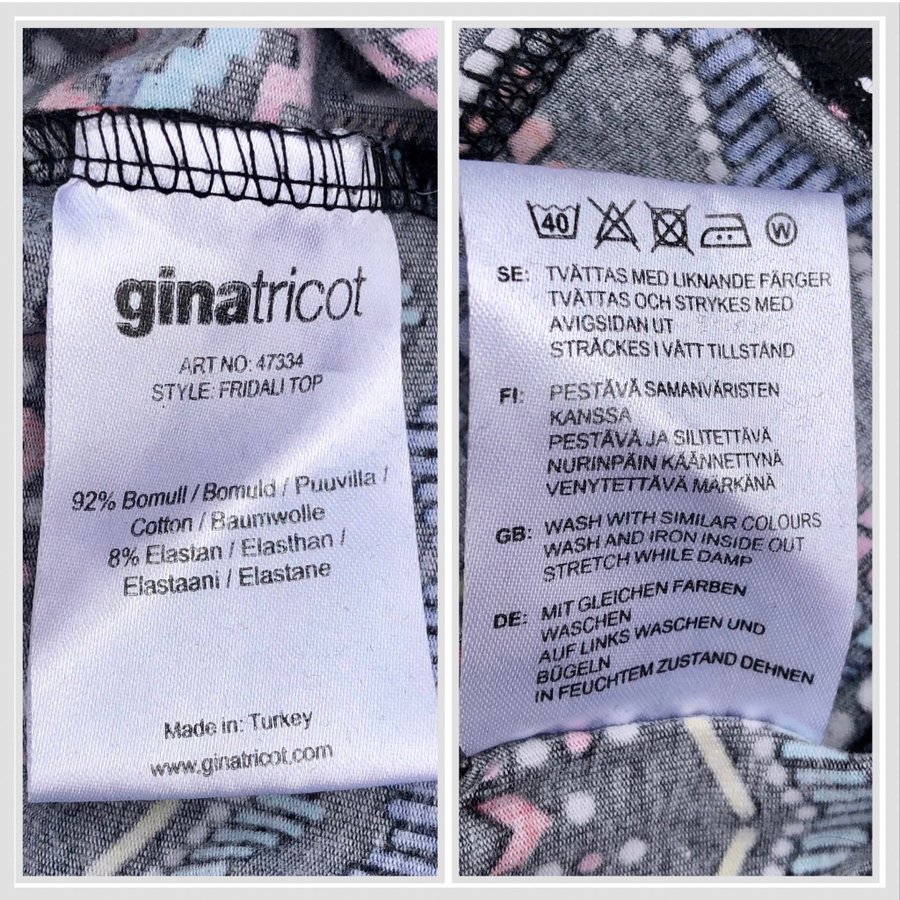 ginatricot
ART NO: 47334
STYLE: FRIDALI TOP
92% Bomull / Bomuld / Puuvilla /
Cotton / Baumwolle
8% Elastan / Elasthan /
Elastaani / Elastane
Made in: Turkey
www.ginatricot.com
40
W
SE: TVÄTTAS MED LIKNANDE FÄRGER
TVÄTTAS OCH STRYKES MED
AVIGSIDAN UT
STRÄCKES I VÅTT TILLSTÅND
FI: PESTÄVÄ SAMANVÄRISTEN
KANSSA
PESTÄVÄ JA SILITETTÄVÄ
NURINPÄIN KÄÄNNETTYNÄ
VENYTETTÄVÄ MÄRKÄNÄ
GB: WASH WITH SIMILAR COLOURS
WASH AND IRON INSIDE OUT
STRETCH WHILE DAMP
DE: MIT GLEICHEN FARBEN
WASCHEN
AUF LINKS WASCHEN UND
BÜGELN
IN FEUCHTEM ZUSTAND DEHNEN